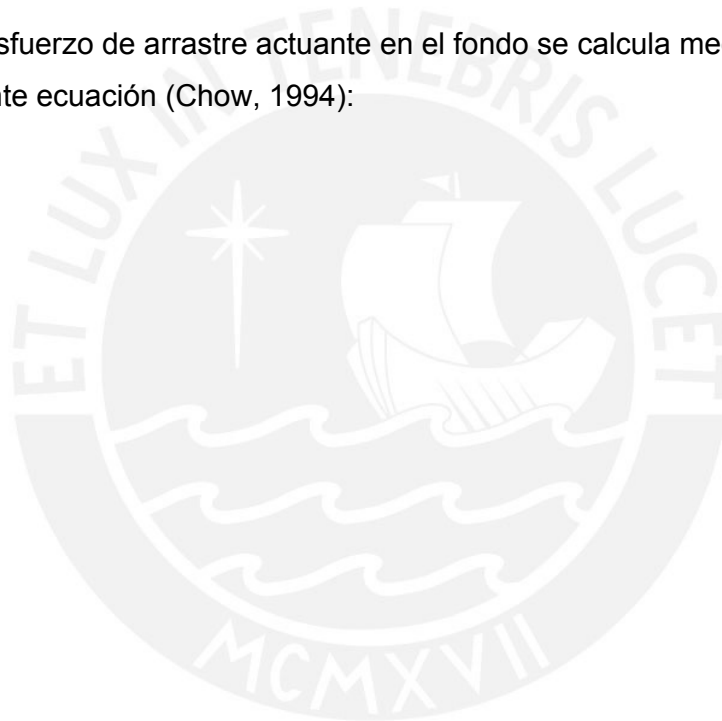 sfuerzo de arrastre actuante en el fondo se calcula me
nte ecuación (Chow, 1994):
ET LUX IN TENEBRIS LUCET
MCMXVII